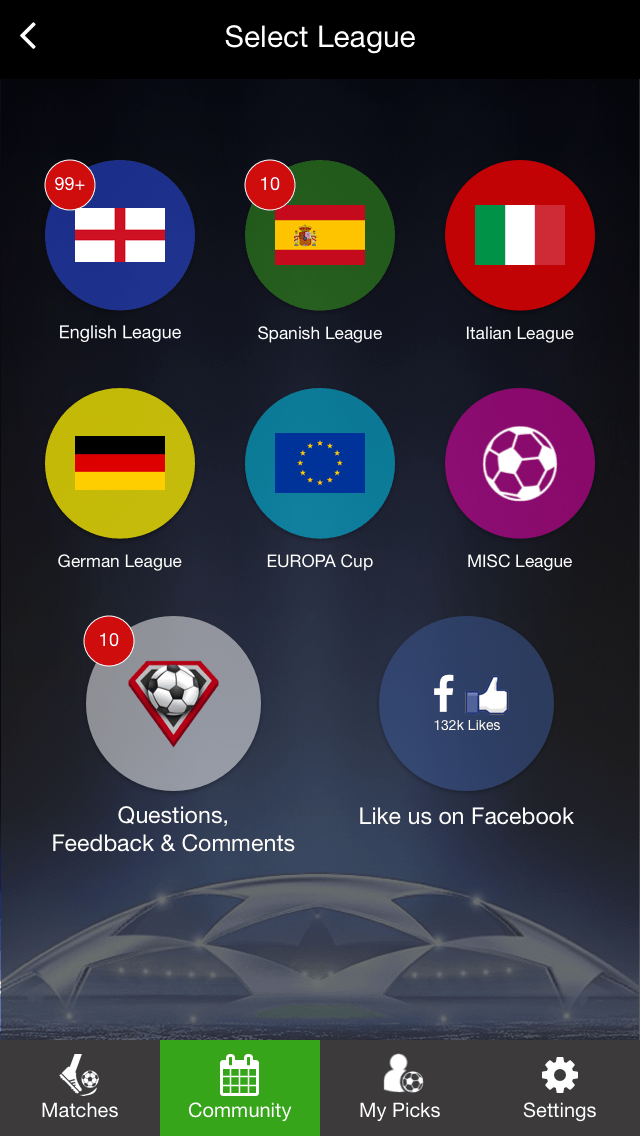 Select League
99+
10
English League
Spanish League
Italian League
German League
EUROPA Cup
MISC League
10
f
132k Likes
Questions,
Feedback & Comments
Like us on Facebook
Matches
Community
My Picks
Settings